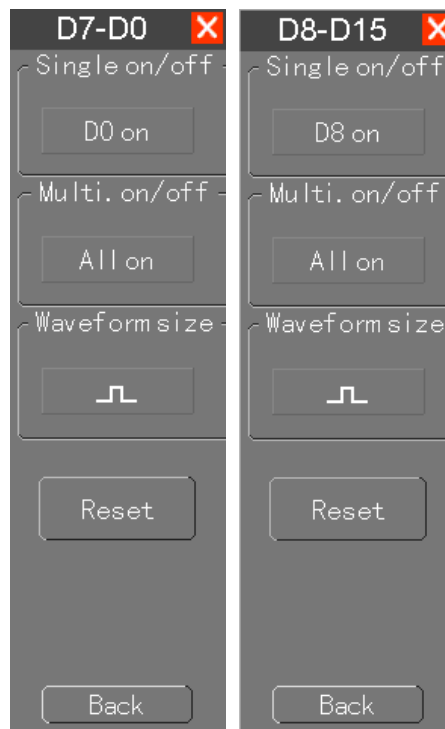 D7-D0
Single on/off
D0 on
Multi. on/off
All on
Waveform size
Reset
Back
D8-D15
Single on/off
D8 on
Multi. on/off
All on
Waveform size
Reset
Back